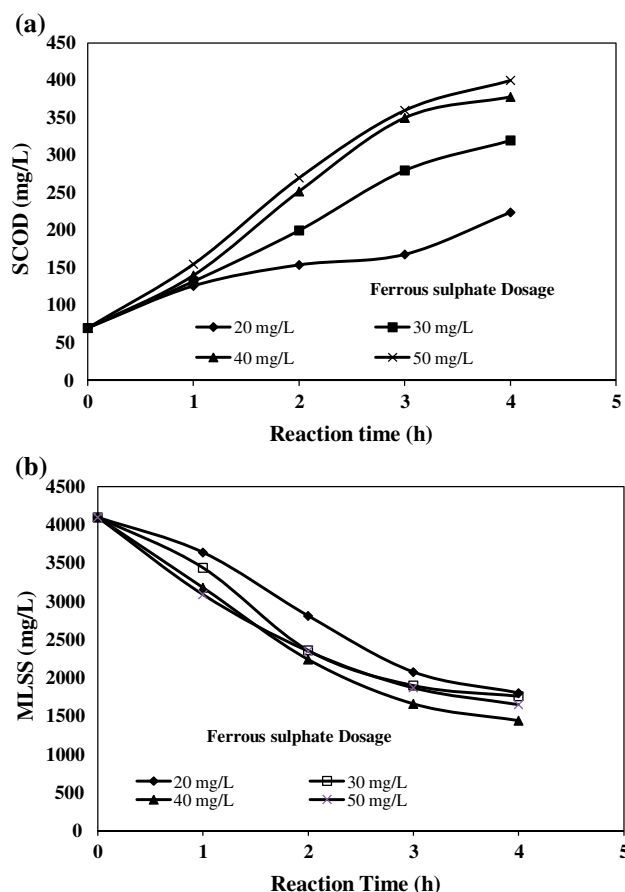 (a)
450
400
350
300
250
200
150
100
50
0
SCOD (mg/L)
Ferrous sulphate Dosage
20 mg/L 30 mg/L
40 mg/L 50 mg/L
0 1 2 3 4 5
Reaction time (h)
(b)
4500
4000
3500
3000
2500
2000
1500
1000
500
0
MLSS (mg/L)
Ferrous sulphate Dosage
20 mg/L 30 mg/L
40 mg/L 50 mg/L
0 1 2 3 4 5
Reaction Time (h)